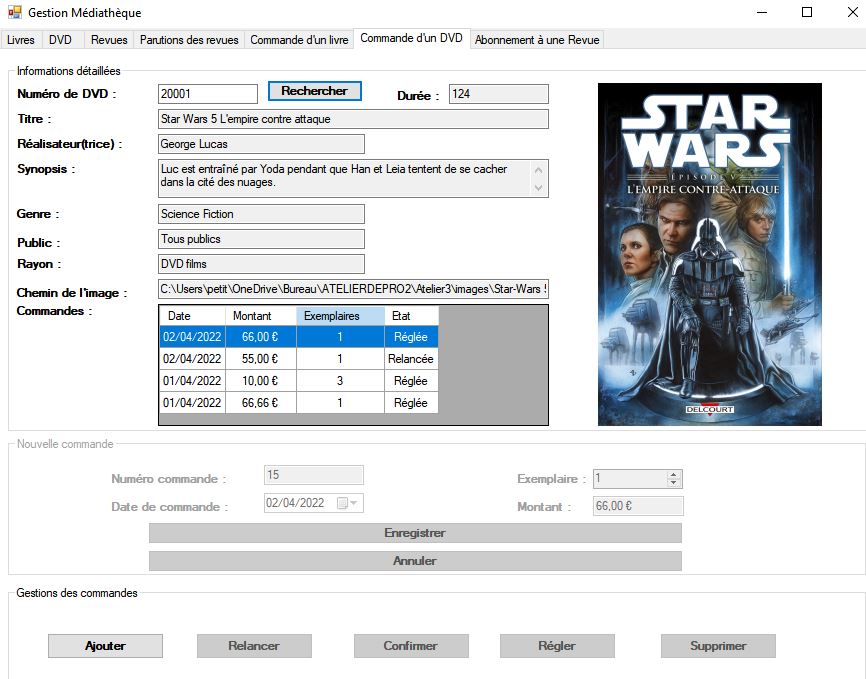 Gestion Médiathèque
Livres DVD Revues Parutions des revues Commande d'un livre Commande d'un DVD Abonnement à une Revue
Informations détaillées
Numéro de DVD : 20001 Rechercher Durée : 124
Titre : Star Wars 5 L'empire contre attaque
Réalisateur(trice) : George Lucas
Synopsis : Luc est entraîné par Yoda pendant que Han et Leia tentent de se cacher
dans la cité des nuages.
Genre : Science Fiction
Public : Tous publics
Rayon : DVD films
Chemin de l'image : C:\Users\petit\OneDrive\Bureau\ATELIERDEPRO2\Atelier3\images\Star-Wars 5
Commandes :
Date Montant Exemplaires Etat
02/04/2022 66,00 € 1 Réglée
02/04/2022 55,00 € 1 Relancée
01/04/2022 10,00 € 3 Réglée
01/04/2022 66,66 € 1 Réglée
STAR
WARS
ÉPISODE V
L'EMPIRE CONTRE-ATTAQUE
DELCOURT
Nouvelle commande
Numéro commande : 15 Exemplaire : 1
Date de commande : 02/04/2022 Montant : 66,00 €
Enregistrer
Annuler
Gestions des commandes
Ajouter Relancer Confirmer Régler Supprimer